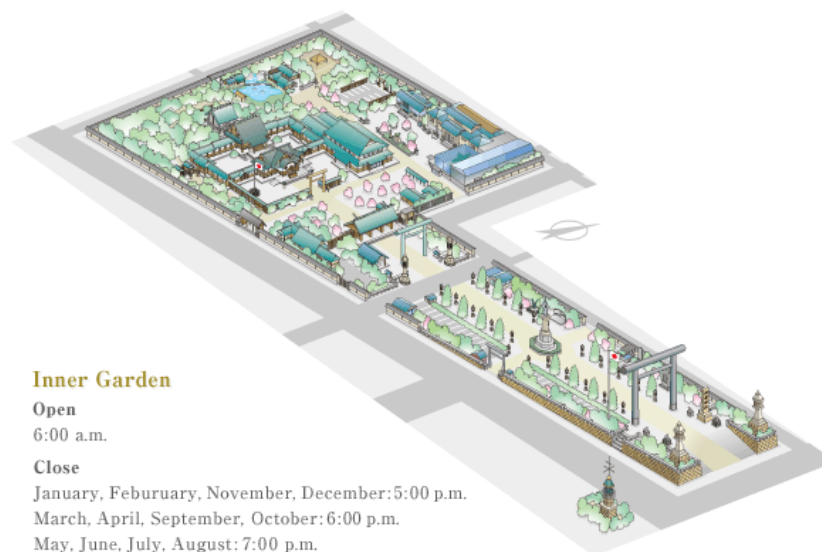 Inner Garden
Open
6:00 a.m.
Close
January, Feburuary, November, December:5:00 p.m.
March, April, September, October:6:00 p.m.
May, June, July, August:7:00 p.m.